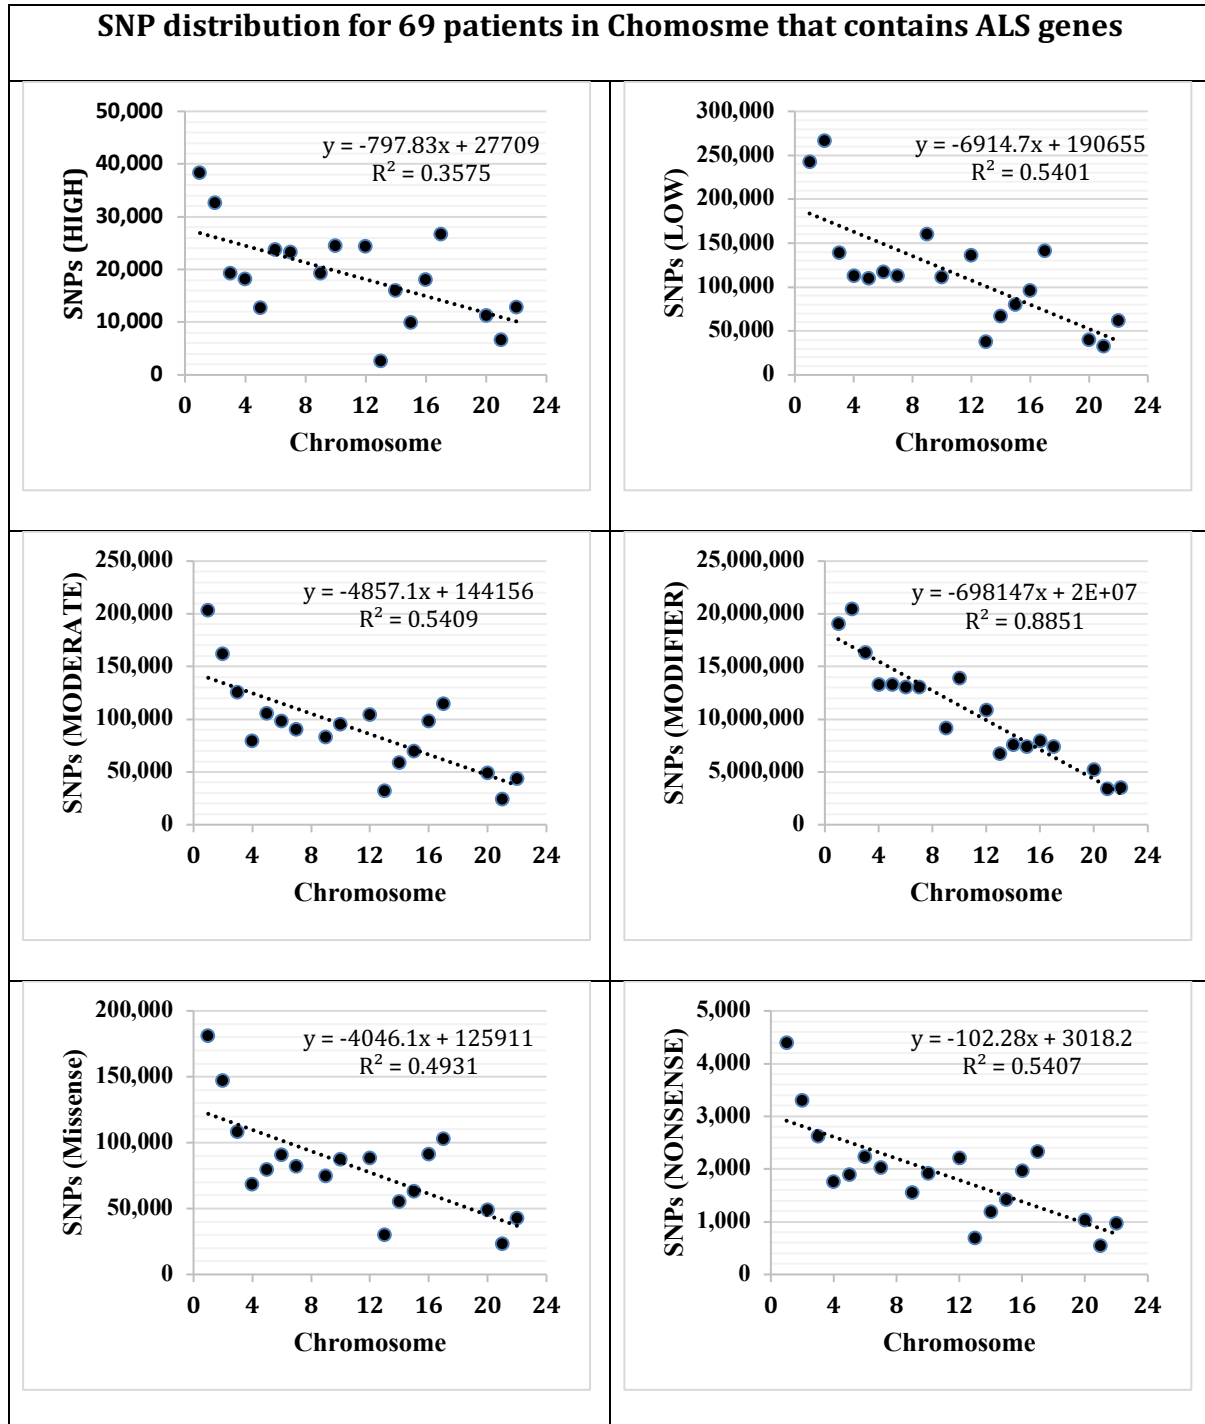 SNP distribution for 69 patients in Chomosme that contains ALS genes
SNPs (HIGH)
50,000
40,000
30,000
20,000
10,000
0
y = -797.83x + 27709
R² = 0.3575
0 4 8 12 16 20 24
Chromosome
SNPs (LOW)
300,000
250,000
200,000
150,000
100,000
50,000
0
y = -6914.7x + 190655
R² = 0.5401
0 4 8 12 16 20 24
Chromosome
SNPs (MODERATE)
250,000
200,000
150,000
100,000
50,000
0
y = -4857.1x + 144156
R² = 0.5409
0 4 8 12 16 20 24
Chromosome
SNPs (MODIFIER)
25,000,000
20,000,000
15,000,000
10,000,000
5,000,000
0
y = -698147x + 2E+07
R² = 0.8851
0 4 8 12 16 20 24
Chromosome
SNPs (Missense)
200,000
150,000
100,000
50,000
0
y = -4046.1x + 125911
R² = 0.4931
0 4 8 12 16 20 24
Chromosome
SNPs (NONSENSE)
5,000
4,000
3,000
2,000
1,000
0
y = -102.28x + 3018.2
R² = 0.5407
0 4 8 12 16 20 24
Chromosome